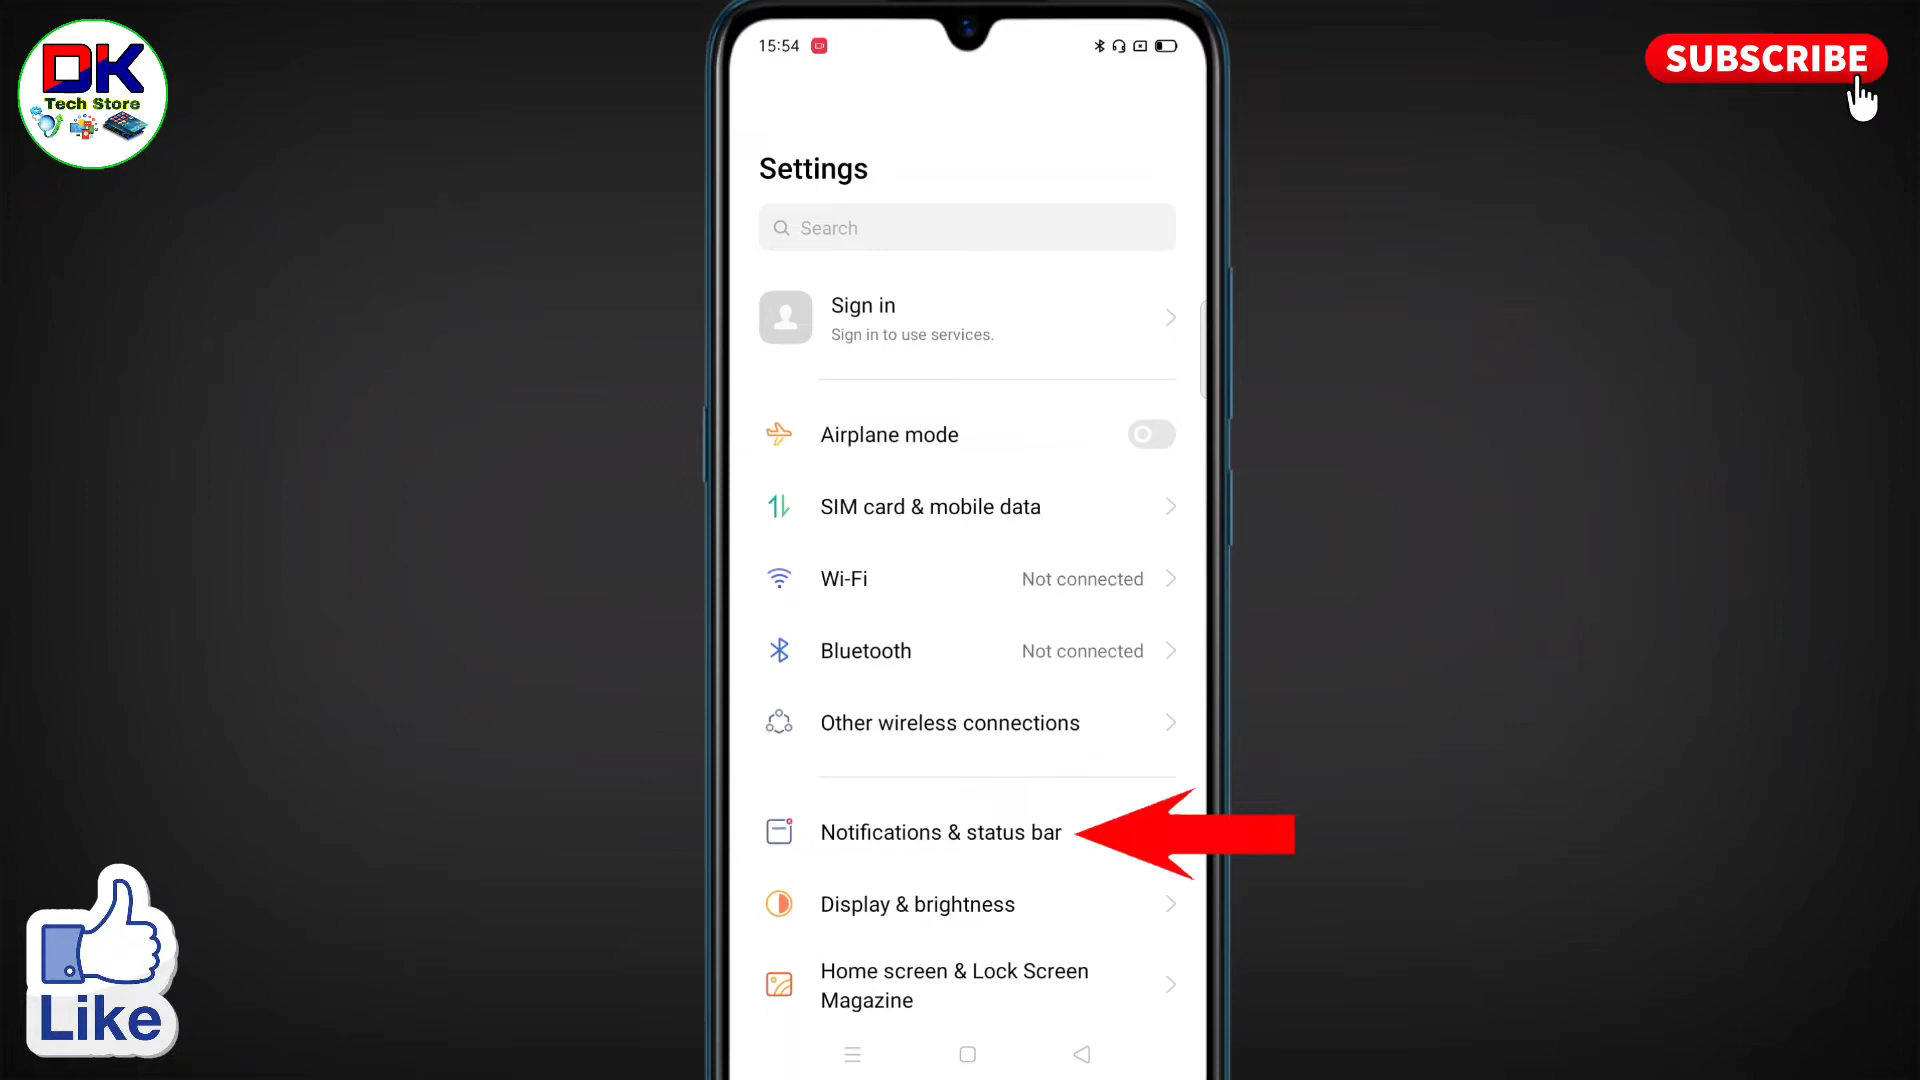 DK
Tech Store
SUBSCRIBE
15:54
Settings
Search
Sign in
Sign in to use services.
Airplane mode
SIM card & mobile data
Wi-Fi Not connected
Bluetooth Not connected
Other wireless connections
Notifications & status bar
Display & brightness
Home screen & Lock Screen
Magazine
Like